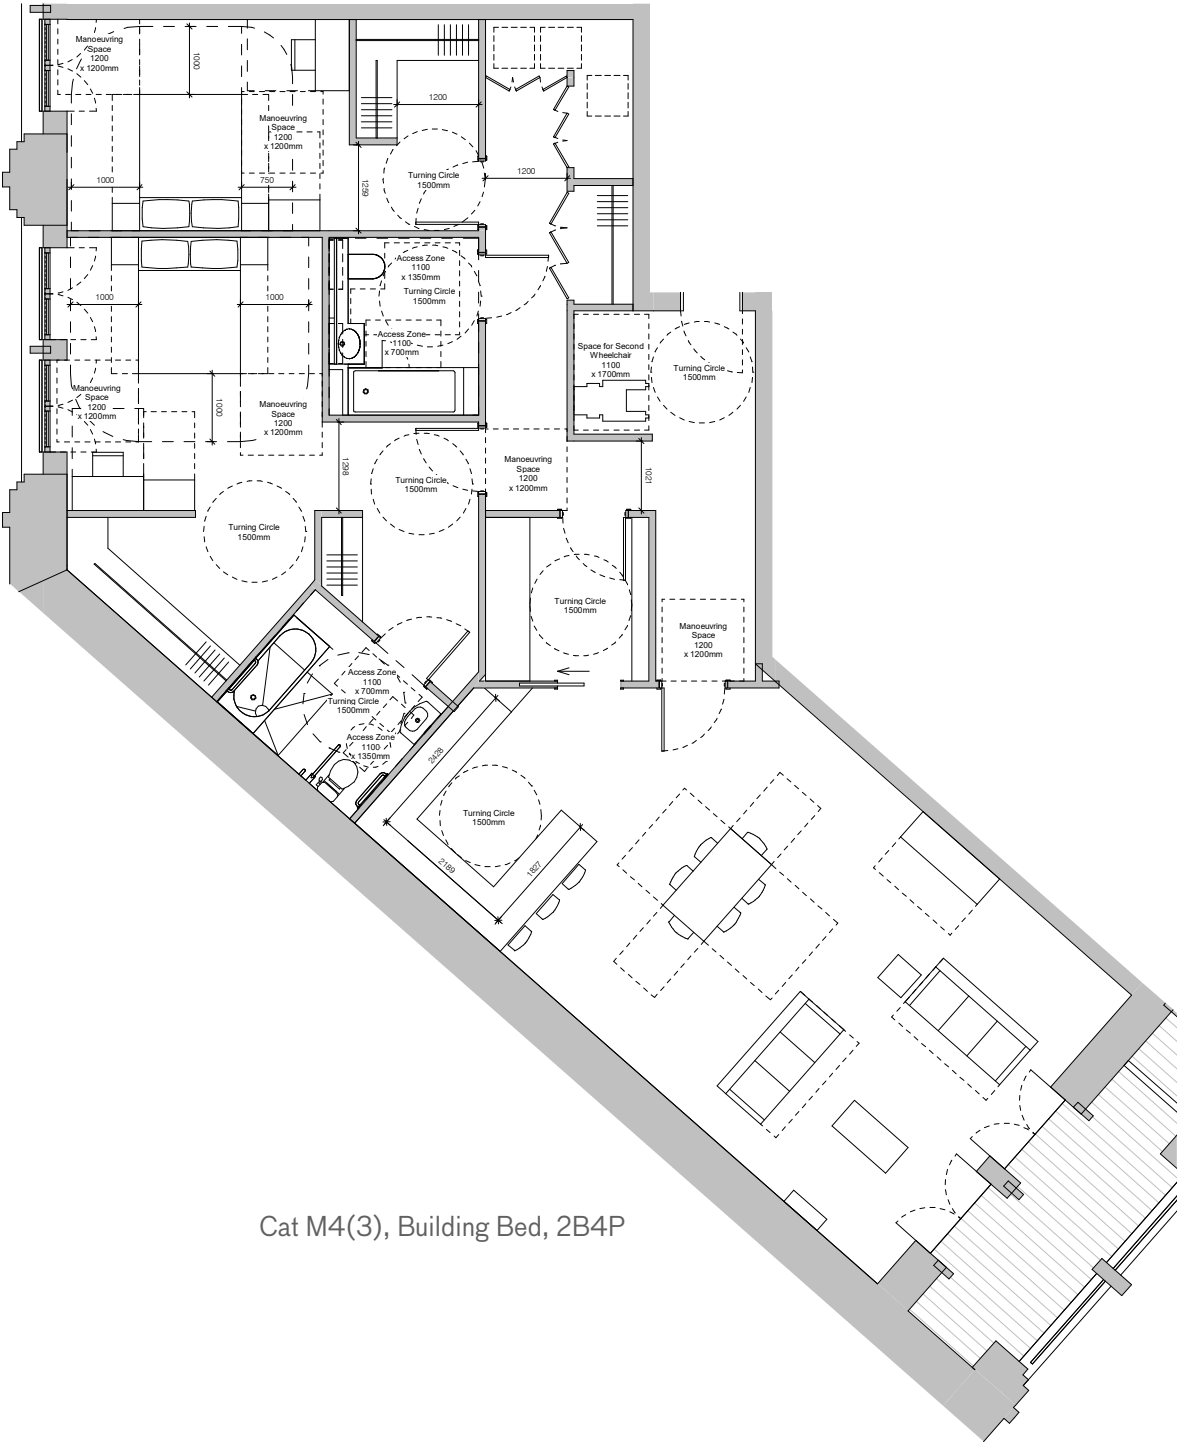 Manoeuvring
Space
1200
x 1200mm
1000
1200
Manoeuvring
Space
1200
x 1200mm
Turning Circle
1500mm
1000
750
1259
1200
Access Zone
1100
x 1350mm
Turning Circle
1500mm
1000
1000
Access Zone
1100
x 700mm
Space for Second
Wheelchair
1100
x 1700mm
Turning Circle
1500mm
Manoeuvring
Space
1200
x 1200mm
1000
Manoeuvring
Space
1200
x 1200mm
1298
Turning Circle
1500mm
Manoeuvring
Space
1200
x 1200mm
1021
Turning Circle
1500mm
Turning Circle
1500mm
Manoeuvring
Space
1200
x 1200mm
Access Zone
1100
x 700mm
Turning Circle
1500mm
Access Zone
1100
x 1350mm
2428
Turning Circle
1500mm
2189
1827
Cat M4(3), Building Bed, 2B4P